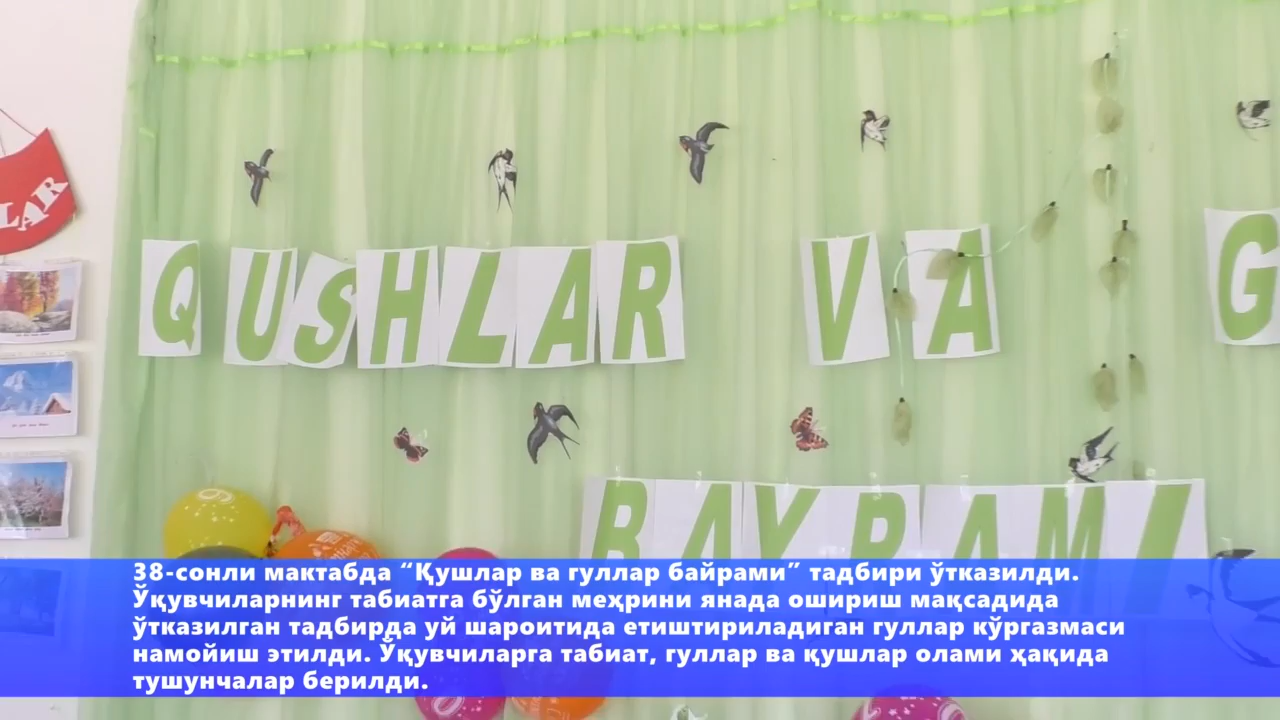 LAR
QUSHLAR VA G
BAYRAMI
38-сонли мактабда “Қушлар ва гуллар байрами” тадбири ўтказилди.
Ўқувчиларнинг табиатга бўлган меҳрини янада ошириш мақсадида
ўтказилган тадбирда уй шароитида етиштириладиган гуллар кўргазмаси
намойиш этилди. Ўқувчиларга табиат, гуллар ва қушлар олами ҳақида
тушунчалар берилди.